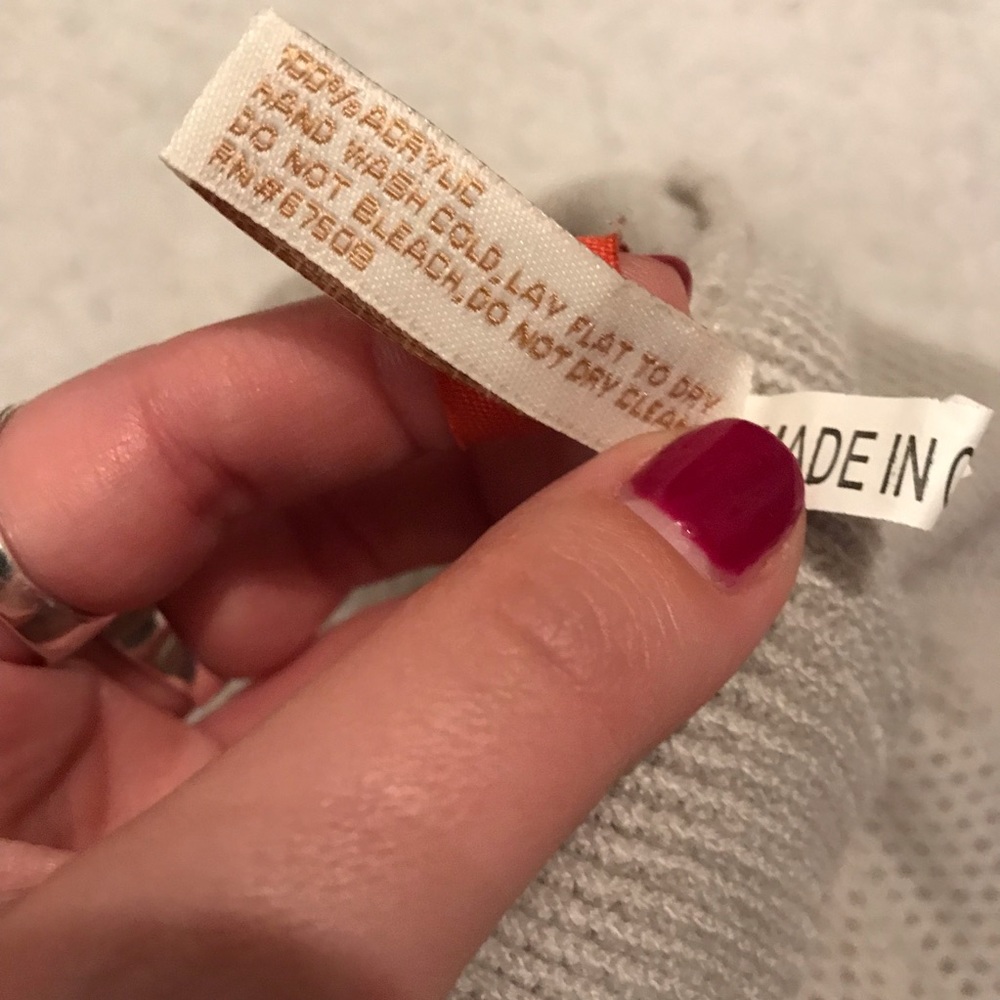 100% ACRYLIC
HAND WASH COLD, LAY FLAT TO DRY
DO NOT BLEACH, DO NOT DRY CLEAN
RN#67509
MADE IN